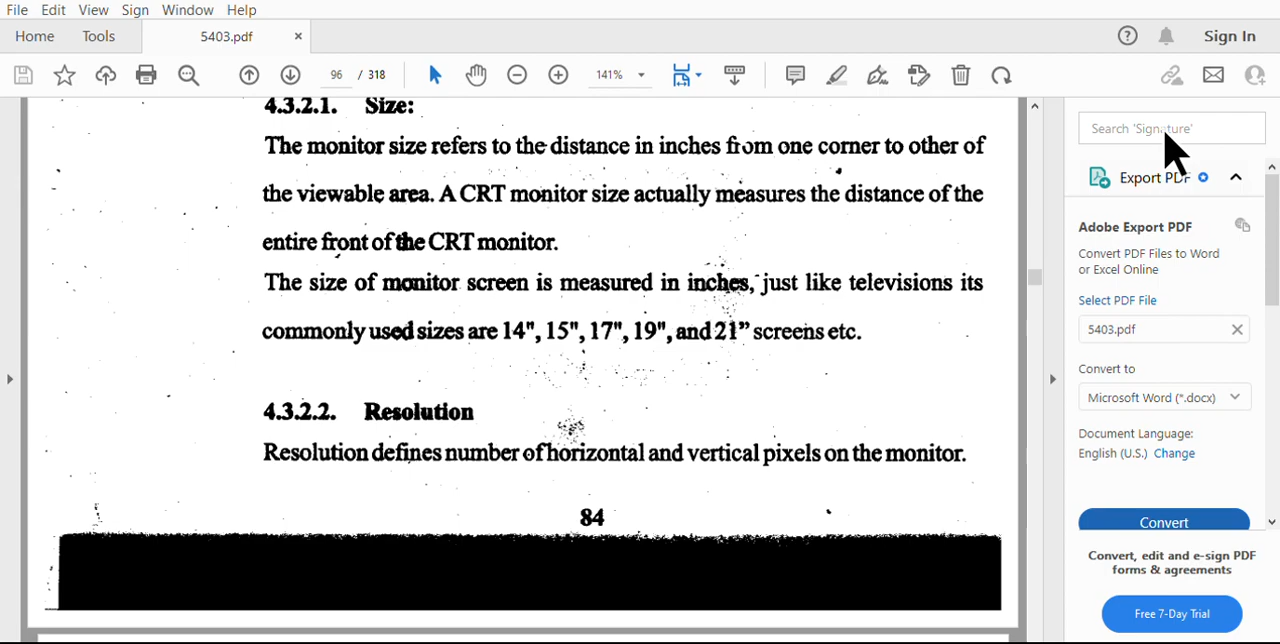 File Edit View Sign Window Help
Home Tools 5403.pdf × ? Sign In
96 / 318 141%
4.3.2.1. Size:
The monitor size refers to the distance in inches from one corner to other of
the viewable area. A CRT monitor size actually measures the distance of the
entire front of the CRT monitor.
The size of monitor screen is measured in inches, just like televisions its
commonly used sizes are 14", 15", 17", 19", and 21" screens etc.
4.3.2.2. Resolution
Resolution defines number of horizontal and vertical pixels on the monitor.
84
Search 'Signature'
Export PDF
Adobe Export PDF
Convert PDF Files to Word
or Excel Online
Select PDF File
5403.pdf
Convert to
Microsoft Word (*.docx)
Document Language:
English (U.S.) Change
Convert
Convert, edit and e-sign PDF
forms & agreements
Free 7-Day Trial